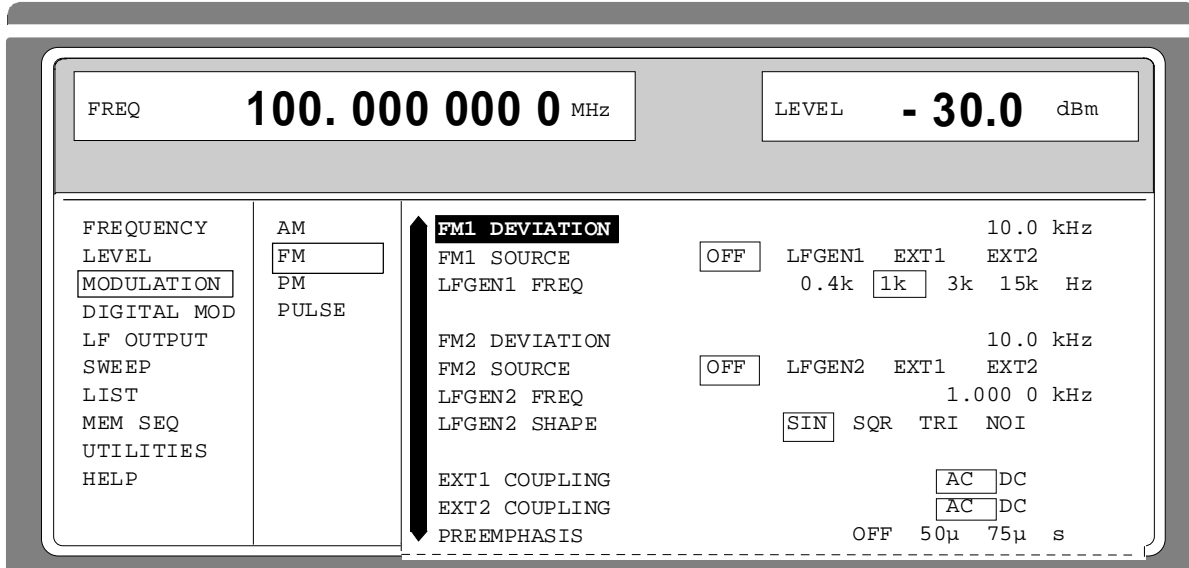 FREQ 100. 000 000 0 MHz
LEVEL - 30.0 dBm
FREQUENCY
LEVEL
MODULATION
DIGITAL MOD
LF OUTPUT
SWEEP
LIST
MEM SEQ
UTILITIES
HELP
AM
FM
PM
PULSE
FM1 DEVIATION 10.0 kHz
FM1 SOURCE OFF LFGEN1 EXT1 EXT2
LFGEN1 FREQ 0.4k 1k 3k 15k Hz
FM2 DEVIATION 10.0 kHz
FM2 SOURCE OFF LFGEN2 EXT1 EXT2
LFGEN2 FREQ 1.000 0 kHz
LFGEN2 SHAPE SIN SQR TRI NOI
EXT1 COUPLING AC DC
EXT2 COUPLING AC DC
PREEMPHASIS OFF 50µ 75µ s